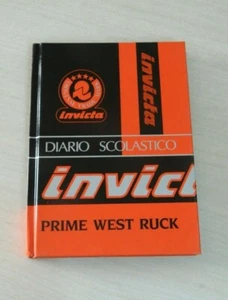 invicta
invicta
DIARIO SCOLASTICO
invict
PRIME WEST RUCK